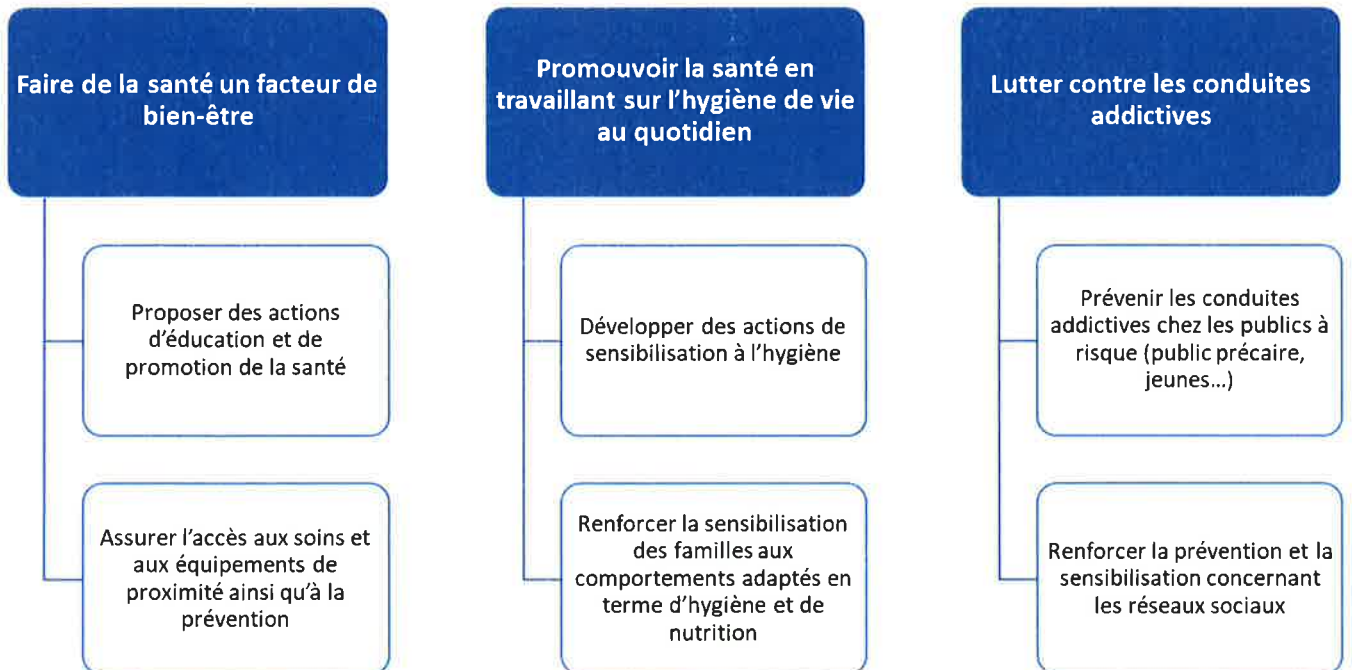 Faire de la santé un facteur de
bien-être
Proposer des actions
d'éducation et de
promotion de la santé
Assurer l'accès aux soins et
aux équipements de
proximité ainsi qu'à la
prévention
Promouvoir la santé en
travaillant sur l'hygiène de vie
au quotidien
Développer des actions de
sensibilisation à l'hygiène
Renforcer la sensibilisation
des familles aux
comportements adaptés en
terme d'hygiène et de
nutrition
Lutter contre les conduites
addictives
Prévenir les conduites
addictives chez les publics à
risque (public précaire,
jeunes...)
Renforcer la prévention et la
sensibilisation concernant
les réseaux sociaux